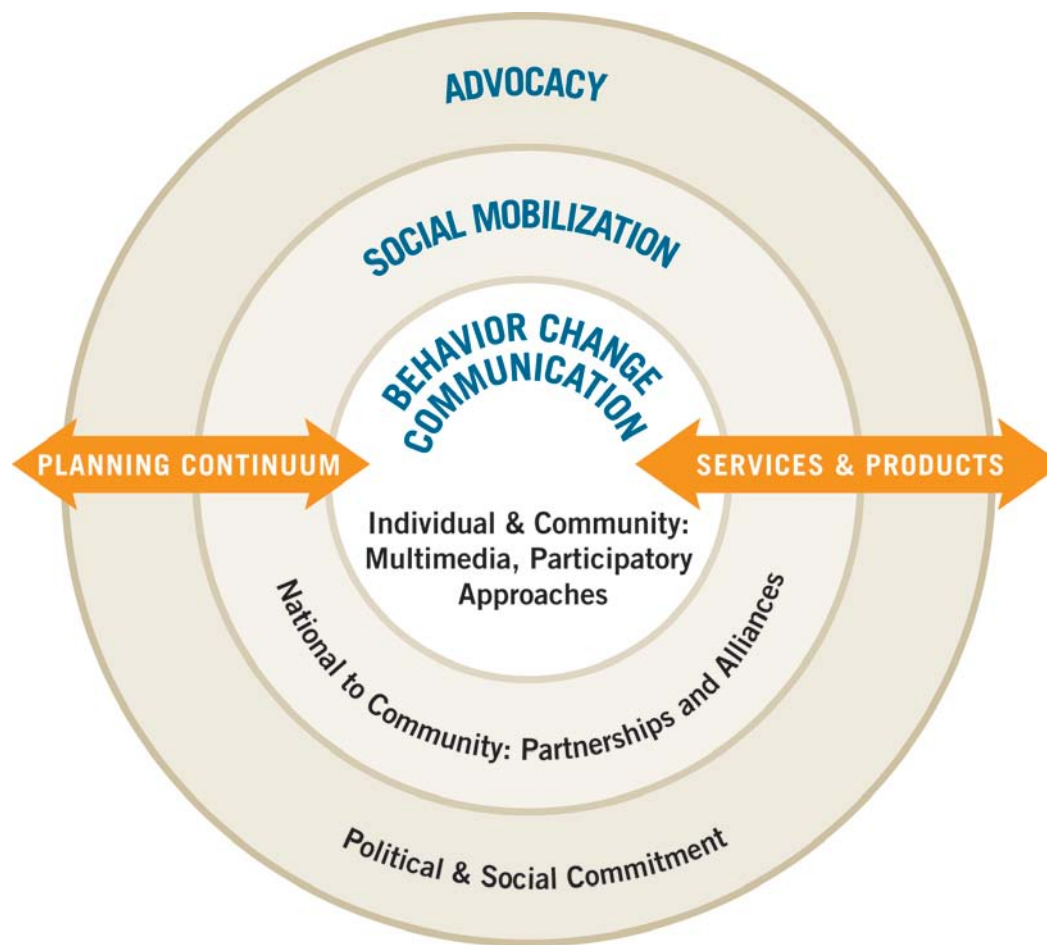 ADVOCACY
SOCIAL MOBILIZATION
BEHAVIOR CHANGE
COMMUNICATION
PLANNING CONTINUUM
SERVICES & PRODUCTS
Individual & Community:
Multimedia, Participatory
Approaches
National to Community: Partnerships and Alliances
Political & Social Commitment